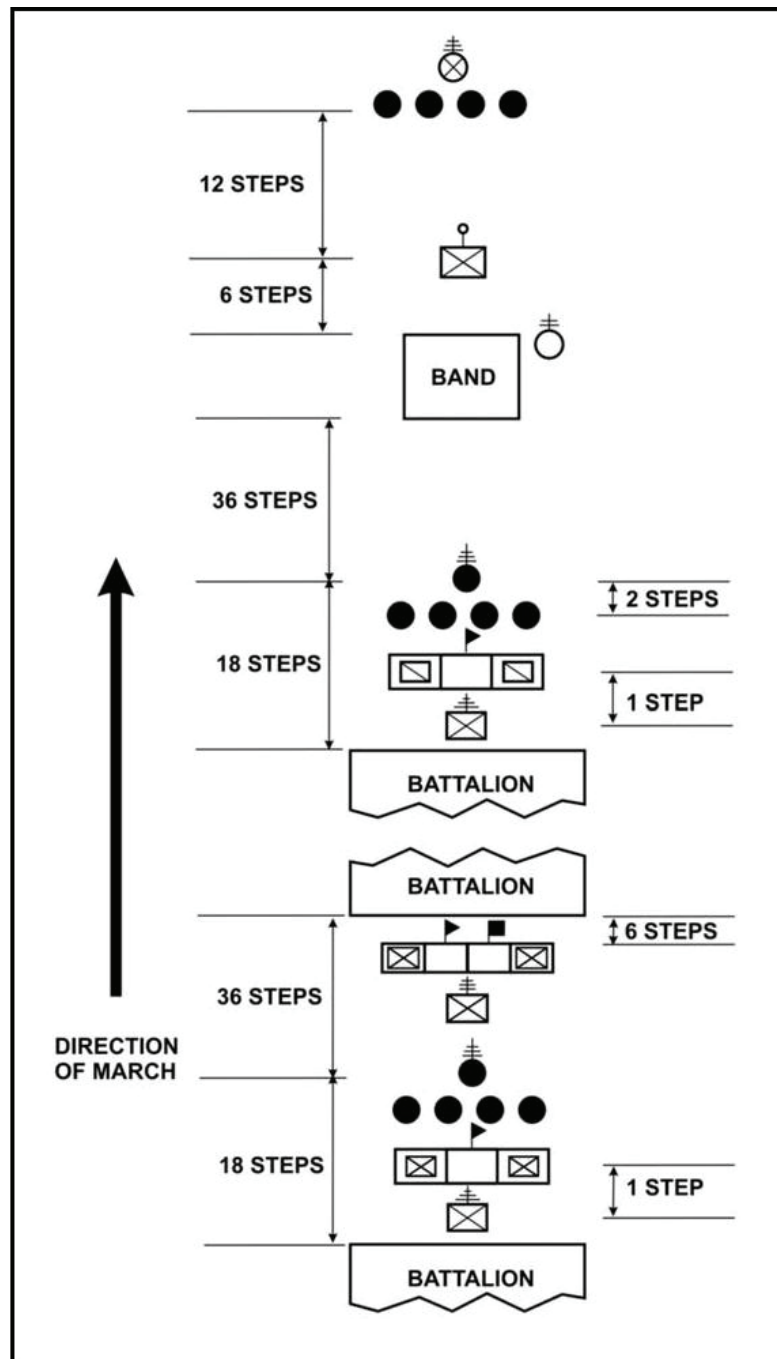 12 STEPS
6 STEPS
BAND
36 STEPS
2 STEPS
18 STEPS
1 STEP
BATTALION
BATTALION
6 STEPS
36 STEPS
DIRECTION
OF MARCH
18 STEPS
1 STEP
BATTALION